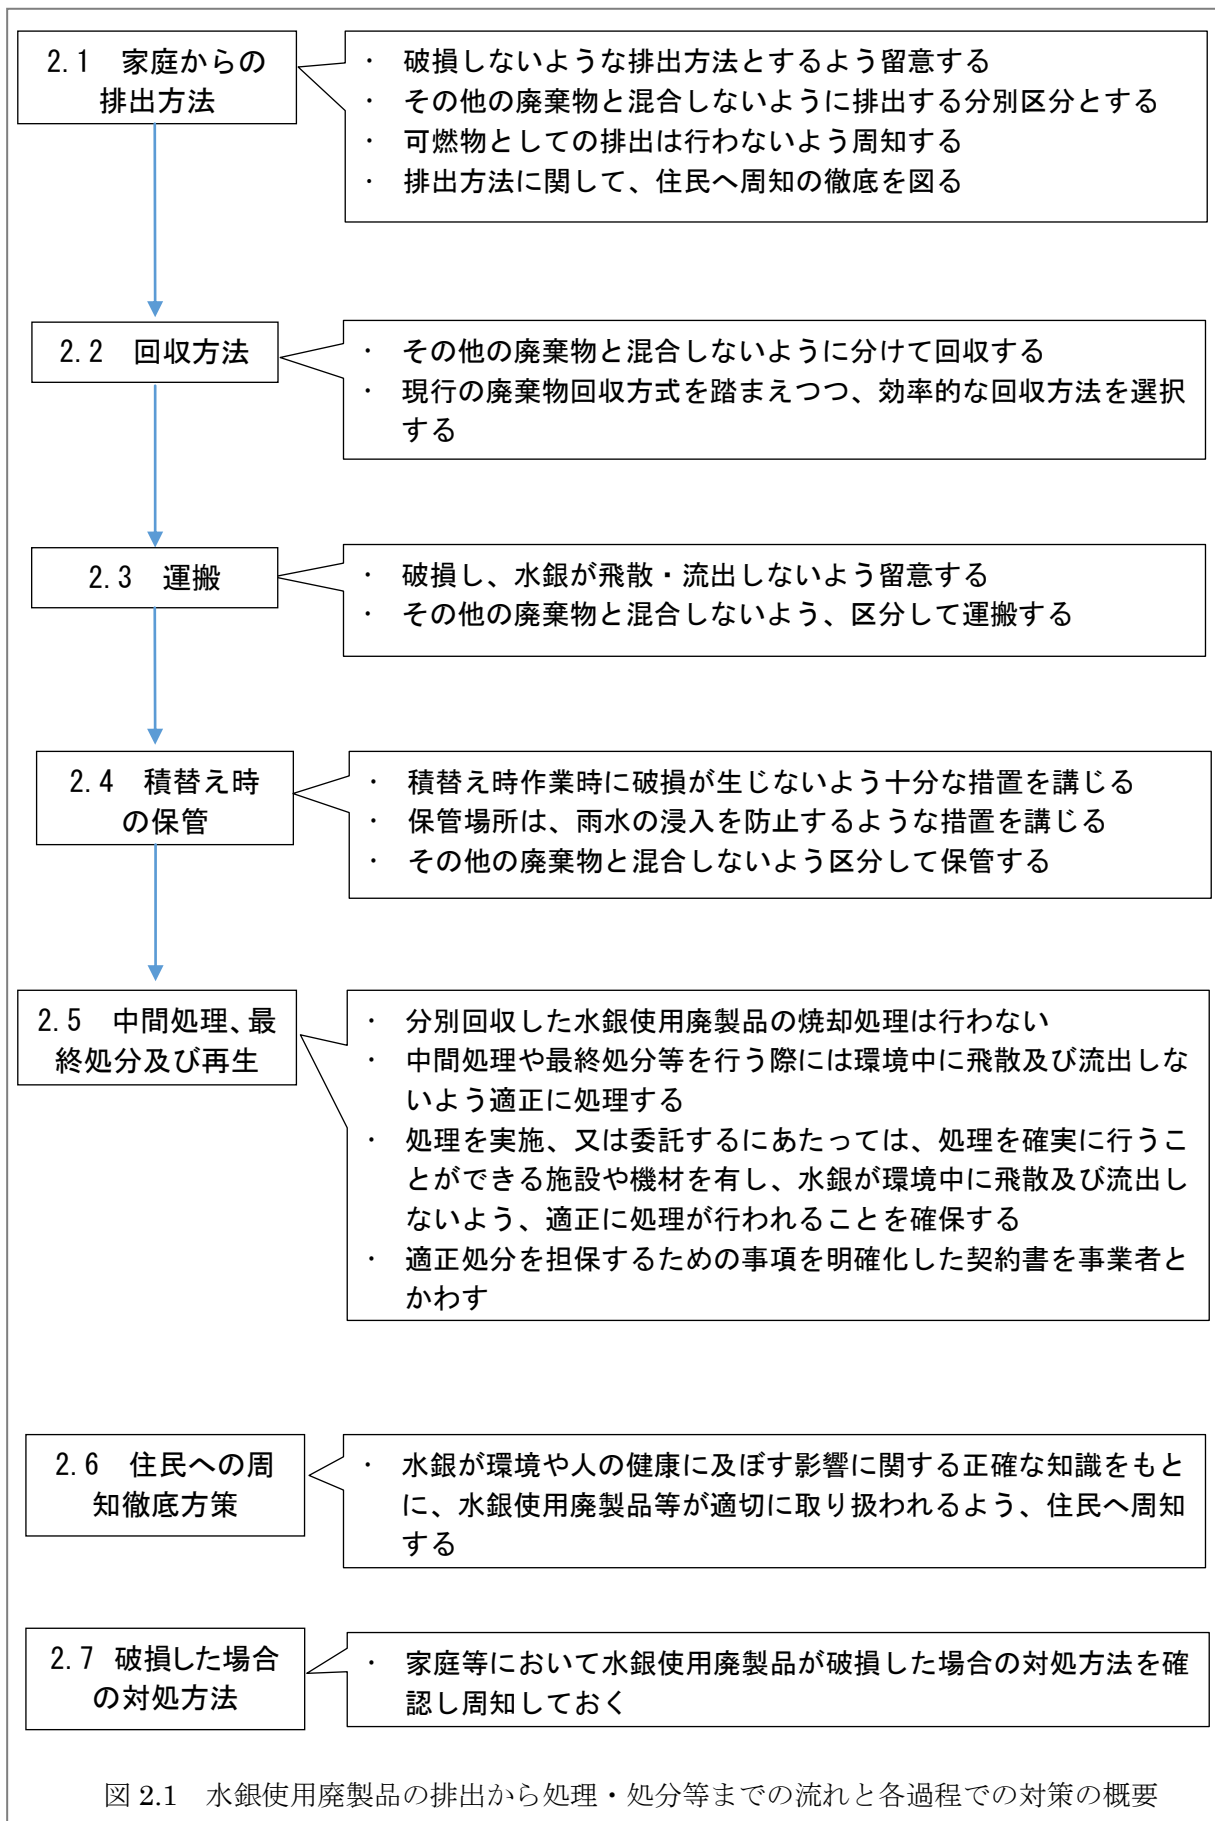 2.1　家庭からの
排出方法
・　破損しないような排出方法とするよう留意する
・　その他の廃棄物と混合しないように排出する分別区分とする
・　可燃物としての排出は行わないよう周知する
・　排出方法に関して、住民へ周知の徹底を図る
2.2　回収方法
・　その他の廃棄物と混合しないように分けて回収する
・　現行の廃棄物回収方式を踏まえつつ、効率的な回収方法を選択
する
2.3　運搬
・　破損し、水銀が飛散・流出しないよう留意する
・　その他の廃棄物と混合しないよう、区分して運搬する
2.4　積替え時
の保管
・　積替え時作業時に破損が生じないよう十分な措置を講じる
・　保管場所は、雨水の浸入を防止するような措置を講じる
・　その他の廃棄物と混合しないよう区分して保管する
2.5　中間処理、最
終処分及び再生
・　分別回収した水銀使用廃製品の焼却処理は行わない
・　中間処理や最終処分等を行う際には環境中に飛散及び流出しな
いよう適正に処理する
・　処理を実施、又は委託するにあたっては、処理を確実に行うこ
とができる施設や機材を有し、水銀が環境中に飛散及び流出し
ないよう、適正に処理が行われることを確保する
・　適正処分を担保するための事項を明確化した契約書を事業者と
かわす
2.6　住民への周
知徹底方策
・　水銀が環境や人の健康に及ぼす影響に関する正確な知識をもと
に、水銀使用廃製品等が適切に取り扱われるよう、住民へ周知
する
2.7 破損した場合
の対処方法
・　家庭等において水銀使用廃製品が破損した場合の対処方法を確
認し周知しておく
図 2.1　水銀使用廃製品の排出から処理・処分等までの流れと各過程での対策の概要